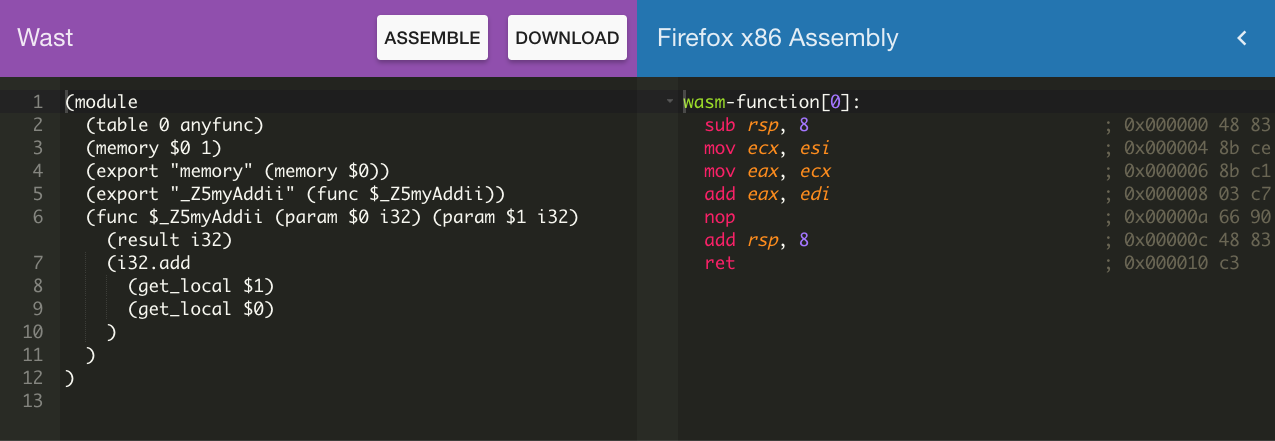 Wast
ASSEMBLE
DOWNLOAD
1 (module
2 (table 0 anyfunc)
3 (memory $0 1)
4 (export "memory" (memory $0))
5 (export "_Z5myAddii" (func $_Z5myAddii))
6 (func $_Z5myAddii (param $0 i32) (param $1 i32)
(result i32)
7 (i32.add
8 (get_local $1)
9 (get_local $0)
10 )
11 )
12 )
13
Firefox x86 Assembly
wasm-function[0]:
sub rsp, 8 ; 0x000000 48 83
mov ecx, esi ; 0x000004 8b ce
mov eax, ecx ; 0x000006 8b c1
add eax, edi ; 0x000008 03 c7
nop ; 0x00000a 66 90
add rsp, 8 ; 0x00000c 48 83
ret ; 0x000010 c3